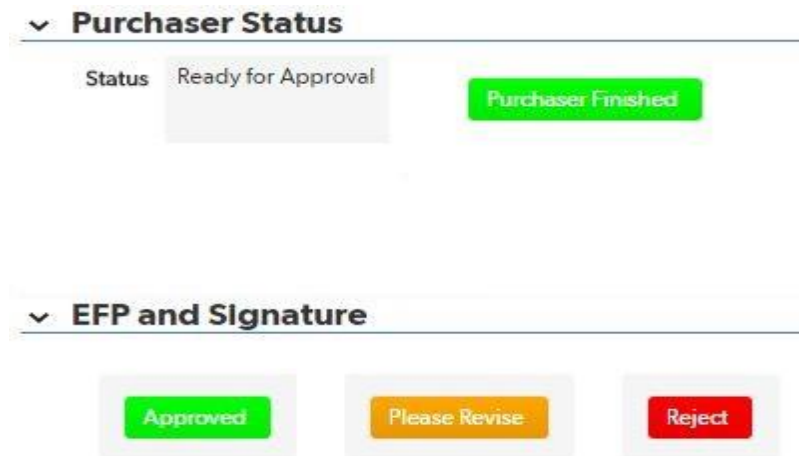 Purchaser Status
Status Ready for Approval
Purchaser Finished
EFP and Signature
Approved Please Revise Reject